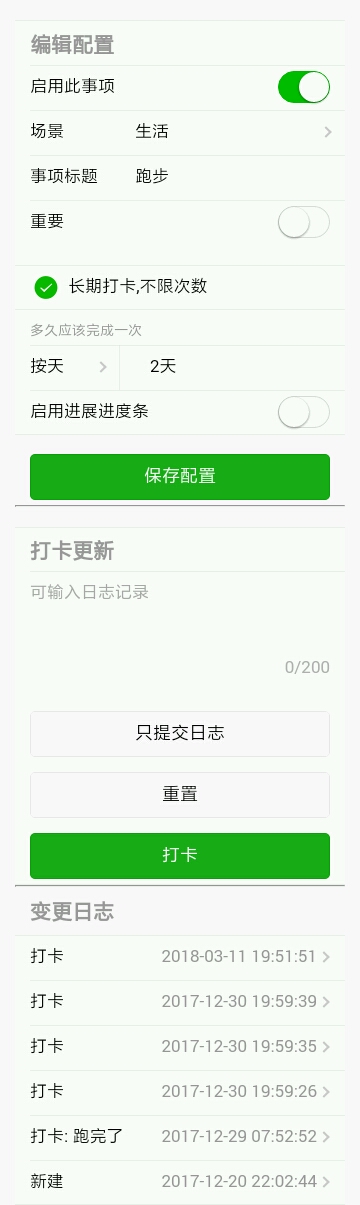 编辑配置
启用此事项
场景 生活
事项标题 跑步
重要
长期打卡,不限次数
多久应该完成一次
按天 2天
启用进展进度条
保存配置
打卡更新
可输入日志记录
0/200
只提交日志
重置
打卡
变更日志
打卡 2018-03-11 19:51:51
打卡 2017-12-30 19:59:39
打卡 2017-12-30 19:59:35
打卡 2017-12-30 19:59:26
打卡: 跑完了 2017-12-29 07:52:52
新建 2017-12-20 22:02:44